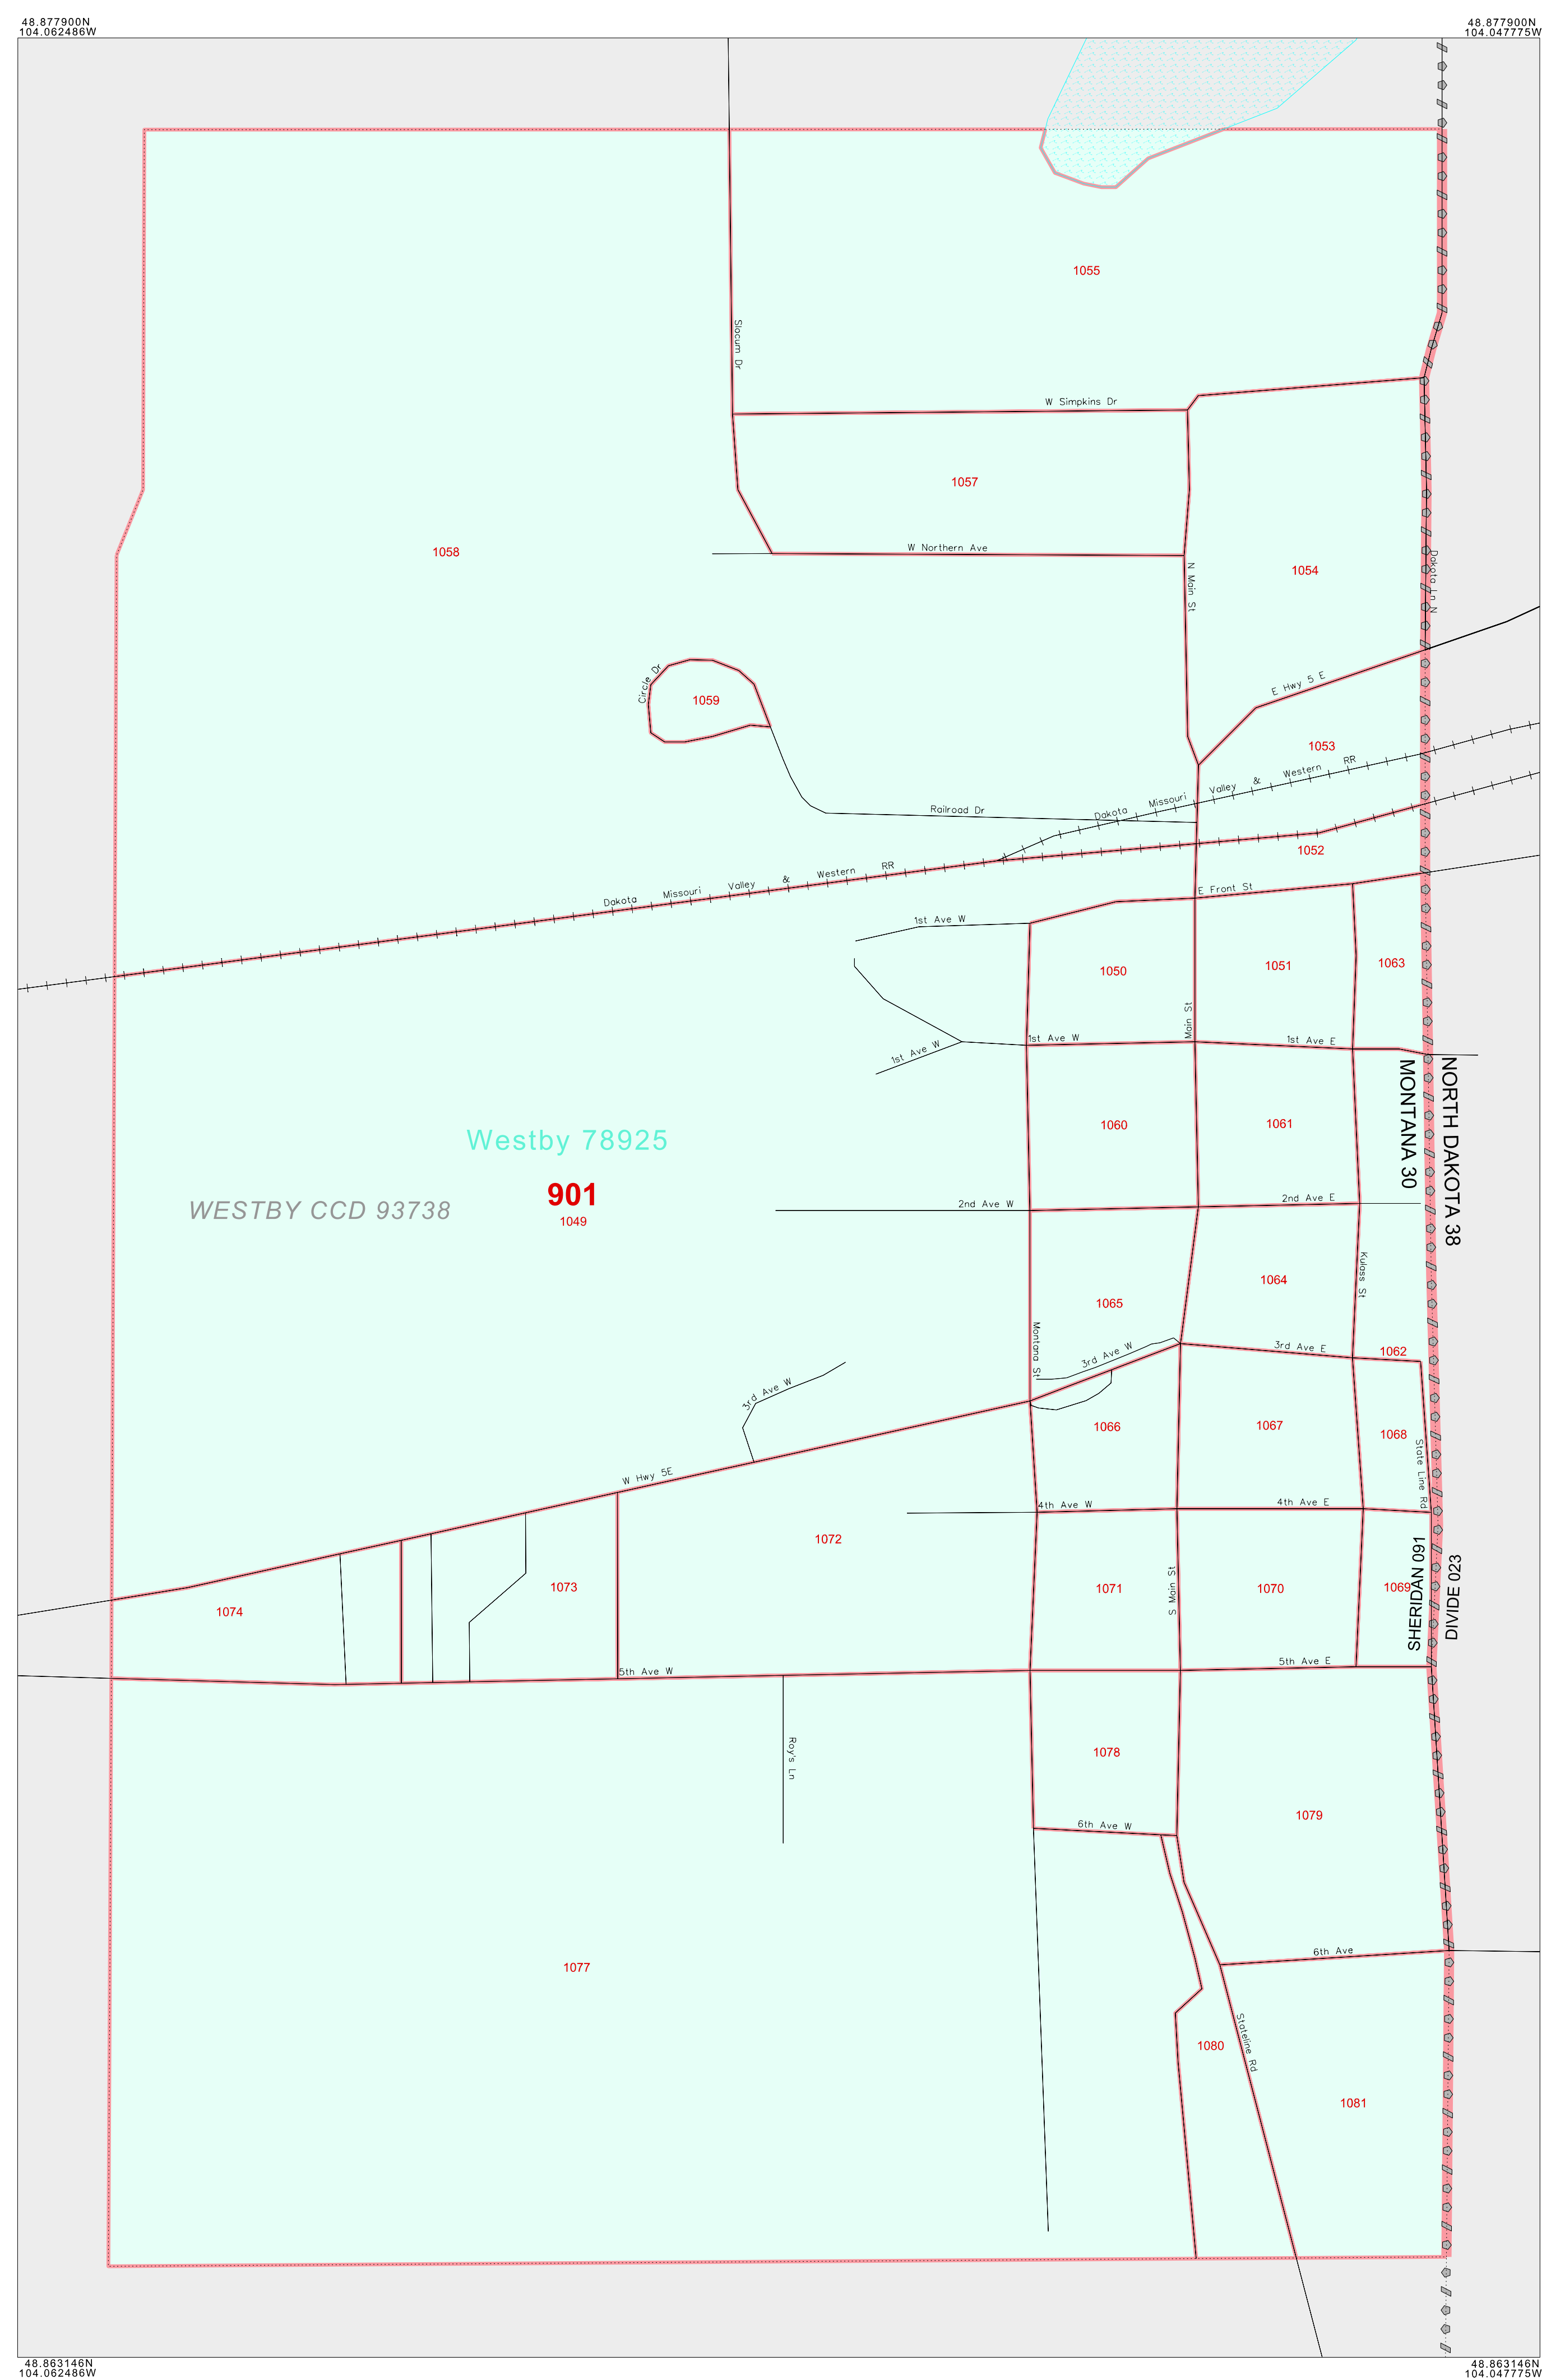 48.877900N
104.062486W
48.877900N
104.047775W
1055
Slocum Dr
W Simpkins Dr
1057
1058
W Northern Ave
1054
Dakota Ln N
N Main St
Circle Dr
1059
E Hwy 5 E
1053
Dakota Missouri Valley & Western RR
Railroad Dr
1052
Dakota Missouri Valley & Western RR
E Front St
1st Ave W
1050
1051
1063
Main St
1st Ave W
1st Ave W
1st Ave E
MONTANA 30
NORTH DAKOTA 38
1060
1061
Westby 78925
901
WESTBY CCD 93738
1049
2nd Ave W
2nd Ave E
Kulass St
1064
1065
Montana St
3rd Ave W
3rd Ave E
1062
3rd Ave W
1066
1067
1068
State Line Rd
W Hwy 5E
4th Ave W
4th Ave E
1072
SHERIDAN 091
DIVIDE 023
1073
1074
1071
S Main St
1070
1069
5th Ave W
5th Ave E
Roy's Ln
1078
1079
6th Ave W
6th Ave
1077
1080
Stateline Rd
1081
48.863146N
104.062486W
48.863146N
104.047775W